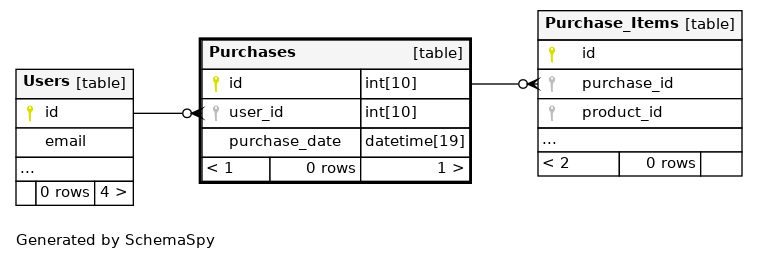 Users [table]
id
email
...
0 rows 4 >
Purchases [table]
id int[10]
user_id int[10]
purchase_date datetime[19]
< 1 0 rows 1 >
Purchase_Items [table]
id
purchase_id
product_id
...
< 2 0 rows
Generated by SchemaSpy